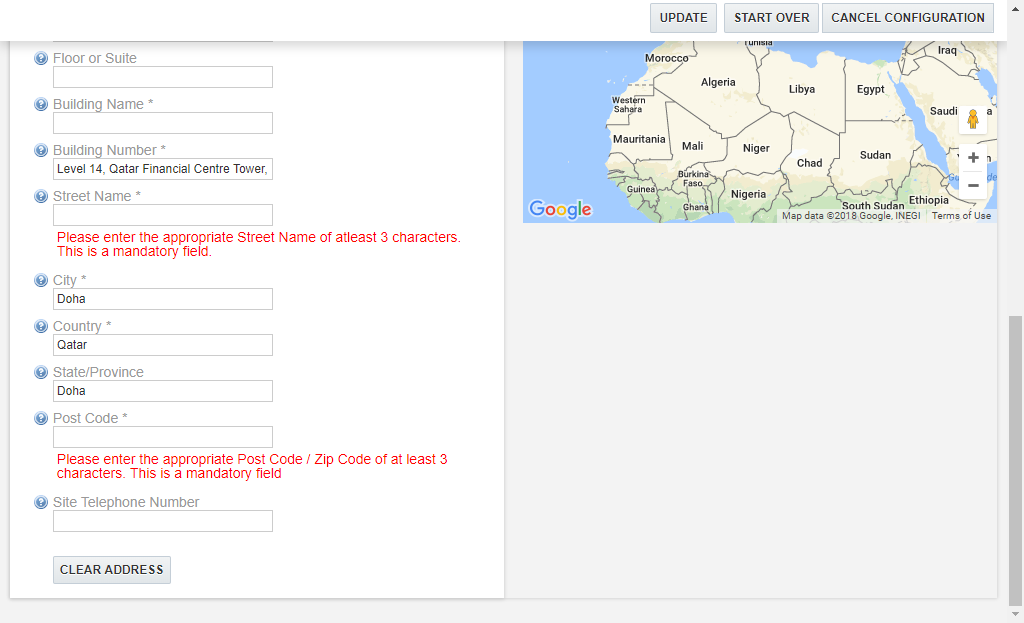 UPDATE
START OVER
CANCEL CONFIGURATION
Floor or Suite
Building Name *
Building Number *
Level 14, Qatar Financial Centre Tower,
Street Name *
Please enter the appropriate Street Name of atleast 3 characters.
This is a mandatory field.
City *
Doha
Country *
Qatar
State/Province
Doha
Post Code *
Please enter the appropriate Post Code / Zip Code of at least 3
characters. This is a mandatory field
Site Telephone Number
CLEAR ADDRESS
Tunisia
Morocco
Iraq
Algeria
Libya
Egypt
Western
Sahara
Saudi
Mauritania
Mali
Niger
Chad
Sudan
Burkina
Faso
Guinea
Nigeria
Ghana
South Sudan
Ethiopia
Google
Map data ©2018 Google, INEGI
Terms of Use